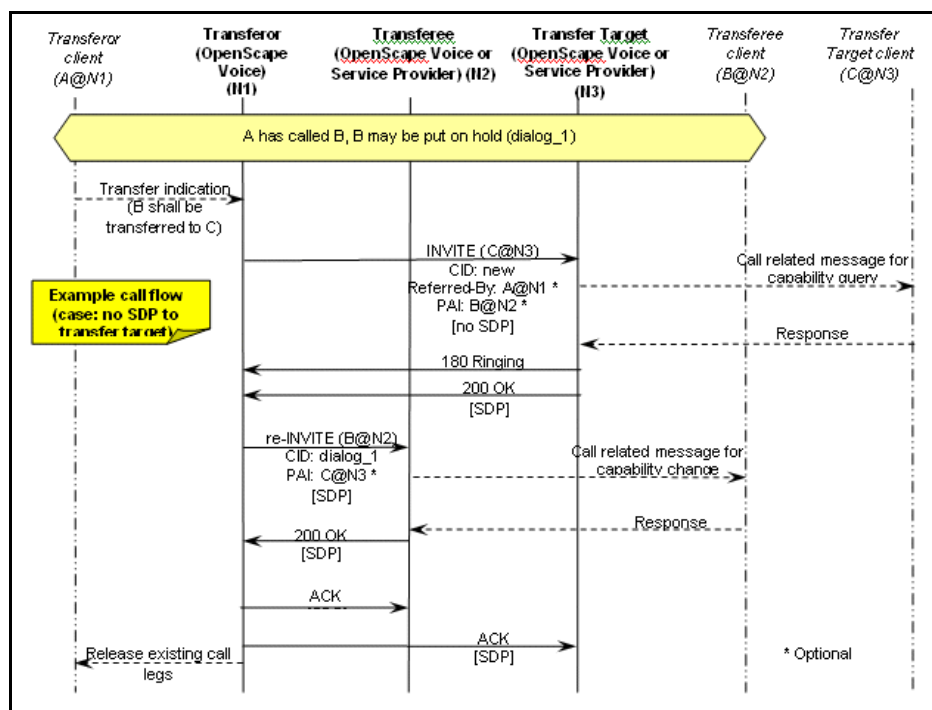 Transferor
client
(A@N1)
Transferor
(OpenScape
Voice)
(N1)
Transferee
(OpenScape Voice or
Service Provider) (N2)
Transfer Target
(OpenScape Voice or
Service Provider)
(N3)
Transferee
client
(B@N2)
Transfer
Target client
(C@N3)
A has called B, B may be put on hold (dialog_1)
Transfer indication
(B shall be
transferred to C)
INVITE (C@N3)
CID: new
Referred-By: A@N1 *
PAI: B@N2 *
[no SDP]
Call related message for
capability query
Example call flow
(case: no SDP to
transfer target)
Response
180 Ringing
200 OK
[SDP]
re-INVITE (B@N2)
CID: dialog_1
PAI: C@N3 *
[SDP]
Call related message for
capability change
Response
200 OK
[SDP]
ACK
ACK
[SDP]
Release existing call
legs
* Optional